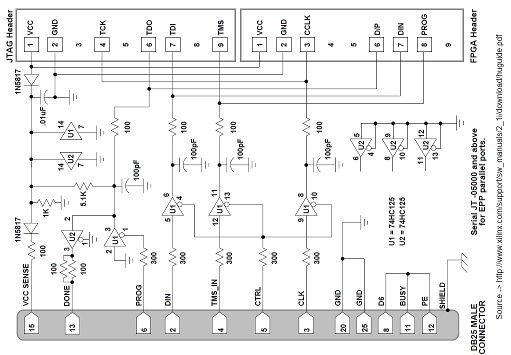 JTAG Header
FPGA Header
VCC
GND
TCK
TDO
TDI
TMS
VCC
GND
CCLK
D/P
DIN
PROG
1
2
3
4
5
6
7
8
9
1
2
3
4
5
6
7
8
9
1N5817
.01uF
100
100
100
100
100pF
100pF
100pF
100pF
14
U1
7
14
U2
7
5.1K
1K
1N5817
100
100
100
2
U2
3
1
3
U1
2
1
6
U1
5
4
11
U1
12
13
8
U1
9
10
5
U2
6
4
9
U2
8
10
12
U2
11
13
U1 = 74HC125
U2 = 74HC125
Serial JT -O5000 and above
for EPP parallel ports.
300
300
300
300
300
VCC SENSE
DONE
PROG
DIN
TMS_IN
CTRL
CLK
GND
GND
D6
BUSY
PE
SHIELD
15
13
6
2
4
5
3
20
25
8
11
12
DB25 MALE
CONNECTOR
Source -> http://www.xilinx.com/support/sw_manuals/2_1i/download/hugui​de.pdf